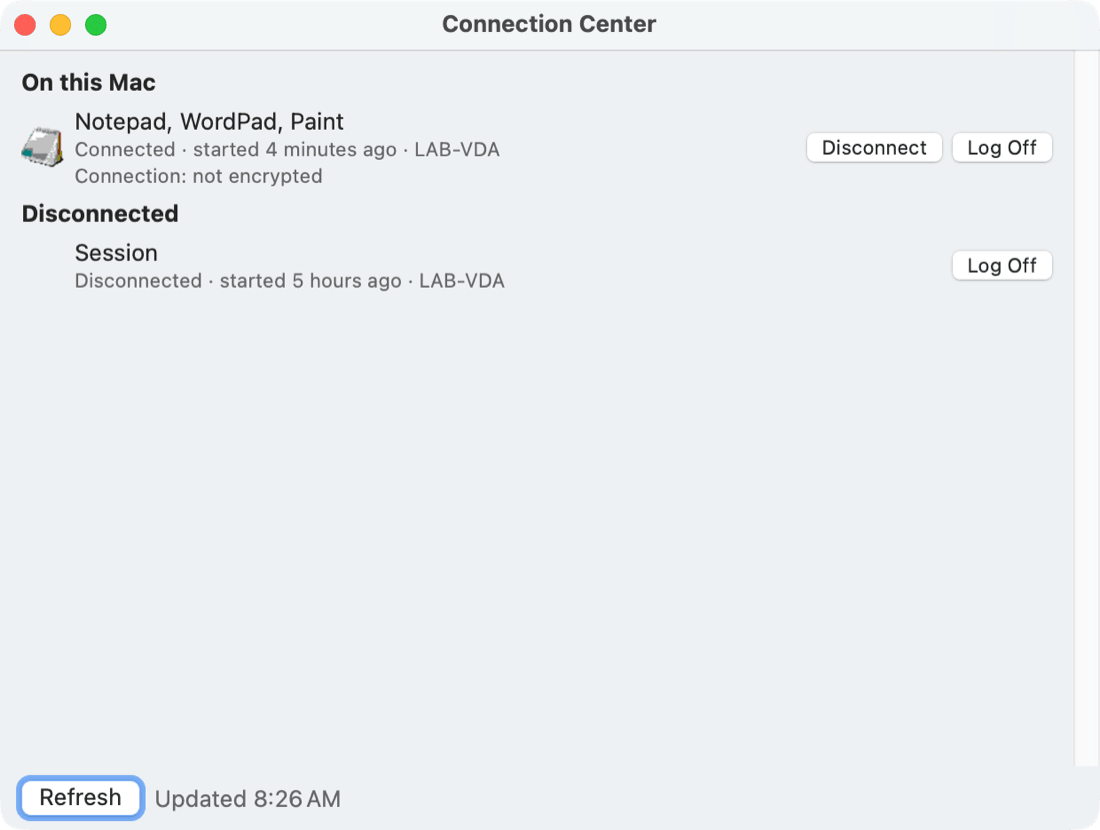 Connection Center
On this Mac
Notepad, WordPad, Paint
Connected · started 4 minutes ago · LAB-VDA
Disconnect
Log Off
Connection: not encrypted
Disconnected
Session
Log Off
Disconnected · started 5 hours ago · LAB-VDA
Refresh
Updated 8:26 AM